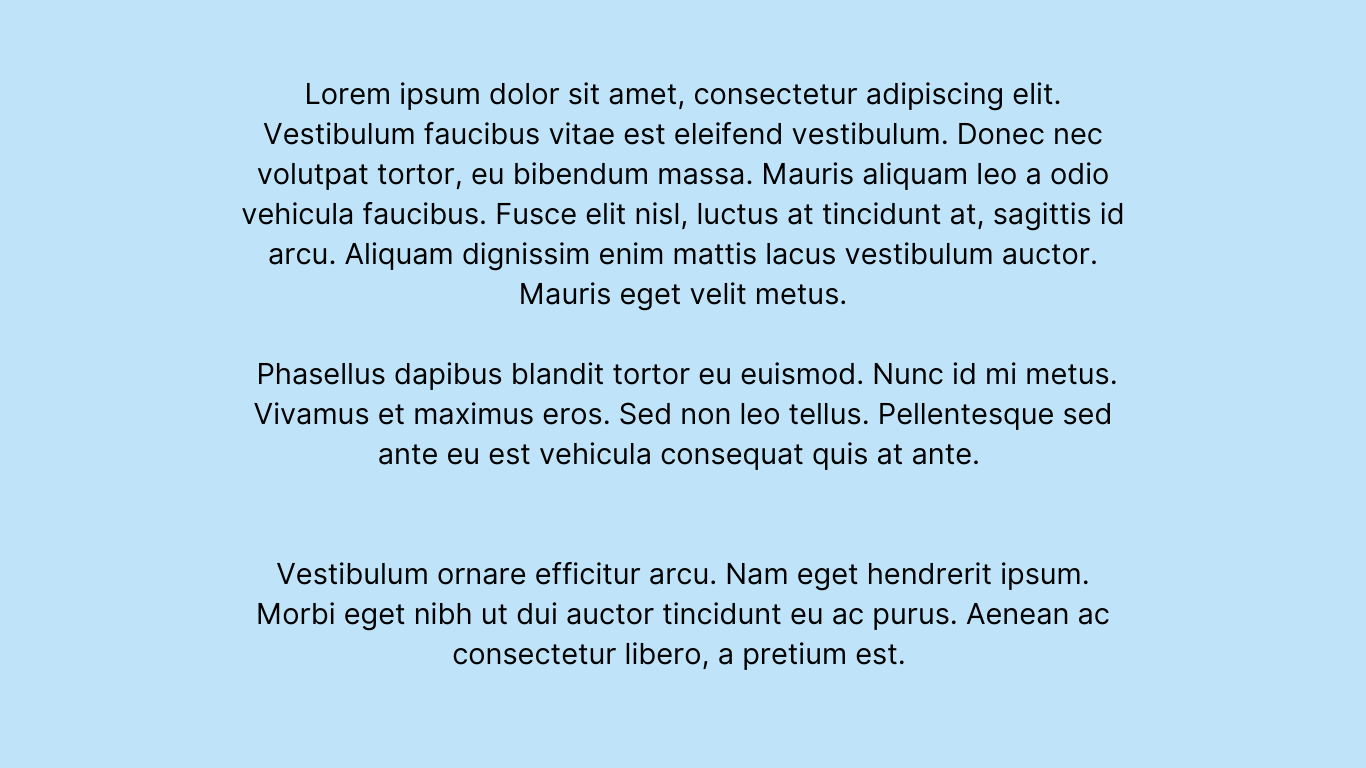 Lorem ipsum dolor sit amet, consectetur adipiscing elit.
Vestibulum faucibus vitae est eleifend vestibulum. Donec nec
volutpat tortor, eu bibendum massa. Mauris aliquam leo a odio
vehicula faucibus. Fusce elit nisl, luctus at tincidunt at, sagittis id
arcu. Aliquam dignissim enim mattis lacus vestibulum auctor.
Mauris eget velit metus.
Phasellus dapibus blandit tortor eu euismod. Nunc id mi metus.
Vivamus et maximus eros. Sed non leo tellus. Pellentesque sed
ante eu est vehicula consequat quis at ante.
Vestibulum ornare efficitur arcu. Nam eget hendrerit ipsum.
Morbi eget nibh ut dui auctor tincidunt eu ac purus. Aenean ac
consectetur libero, a pretium est.